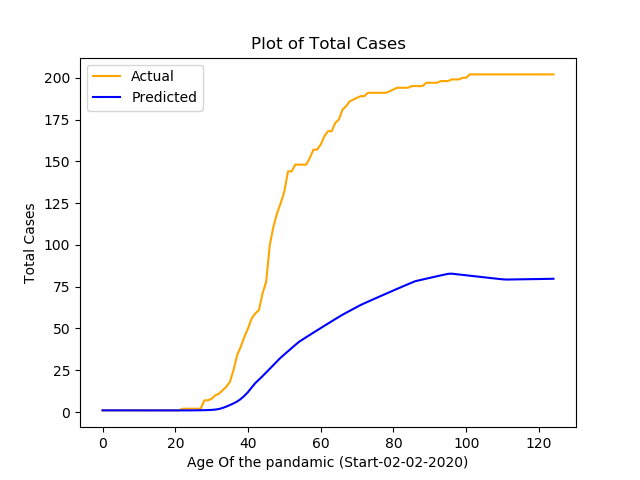 Plot of Total Cases
Actual
Predicted
200
175
150
125
100
75
50
25
0
Total Cases
0 20 40 60 80 100 120
Age Of the pandamic (Start-02-02-2020)